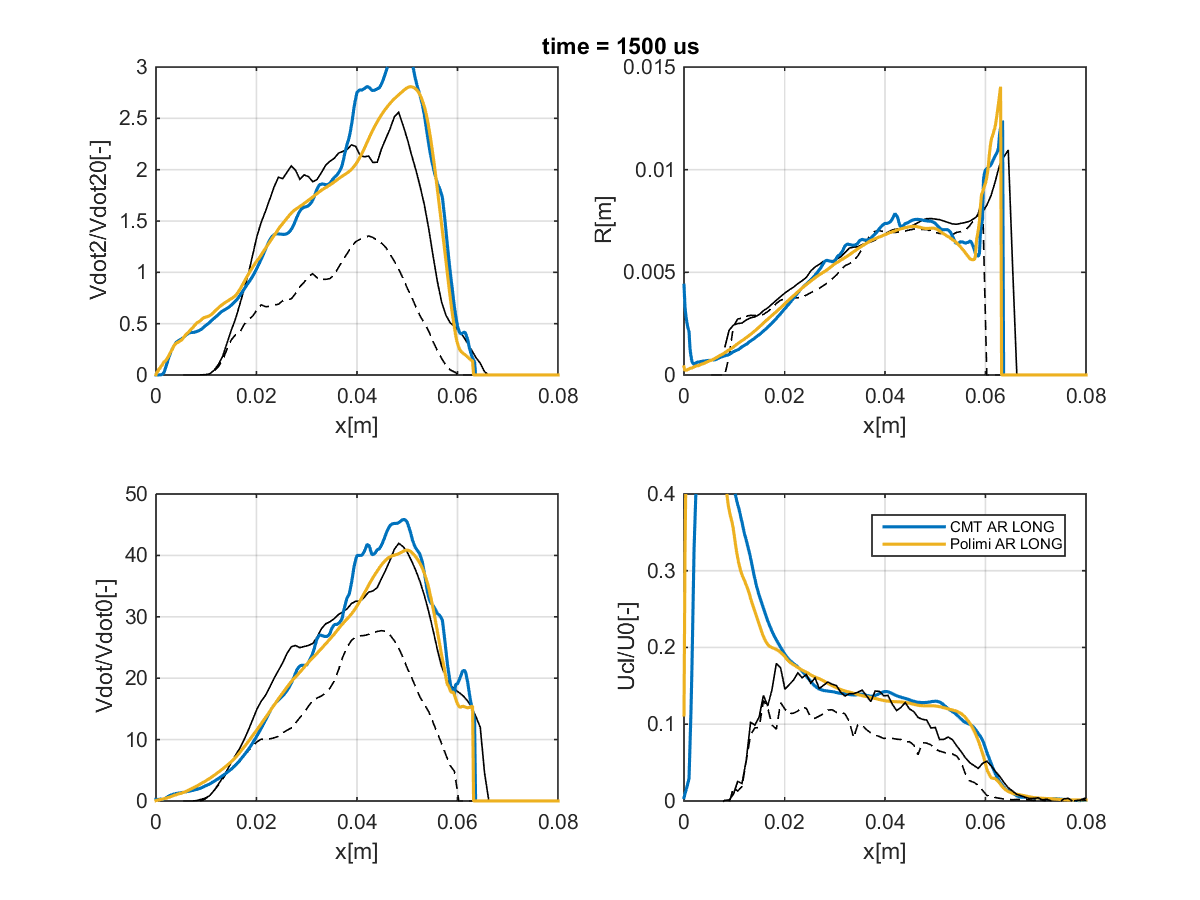 time = 1500 us
3
2.5
2
1.5
1
0.5
0
0 0.02 0.04 0.06 0.08
x[m]
Vdot2/Vdot20[-]
0.015
0.01
0.005
0
0 0.02 0.04 0.06 0.08
x[m]
R[m]
50
40
30
20
10
0
0 0.02 0.04 0.06 0.08
x[m]
Vdot/Vdot0[-]
0.4
0.3
0.2
0.1
0
0 0.02 0.04 0.06 0.08
x[m]
Ucl/U0[-]
CMT AR LONG
Polimi AR LONG